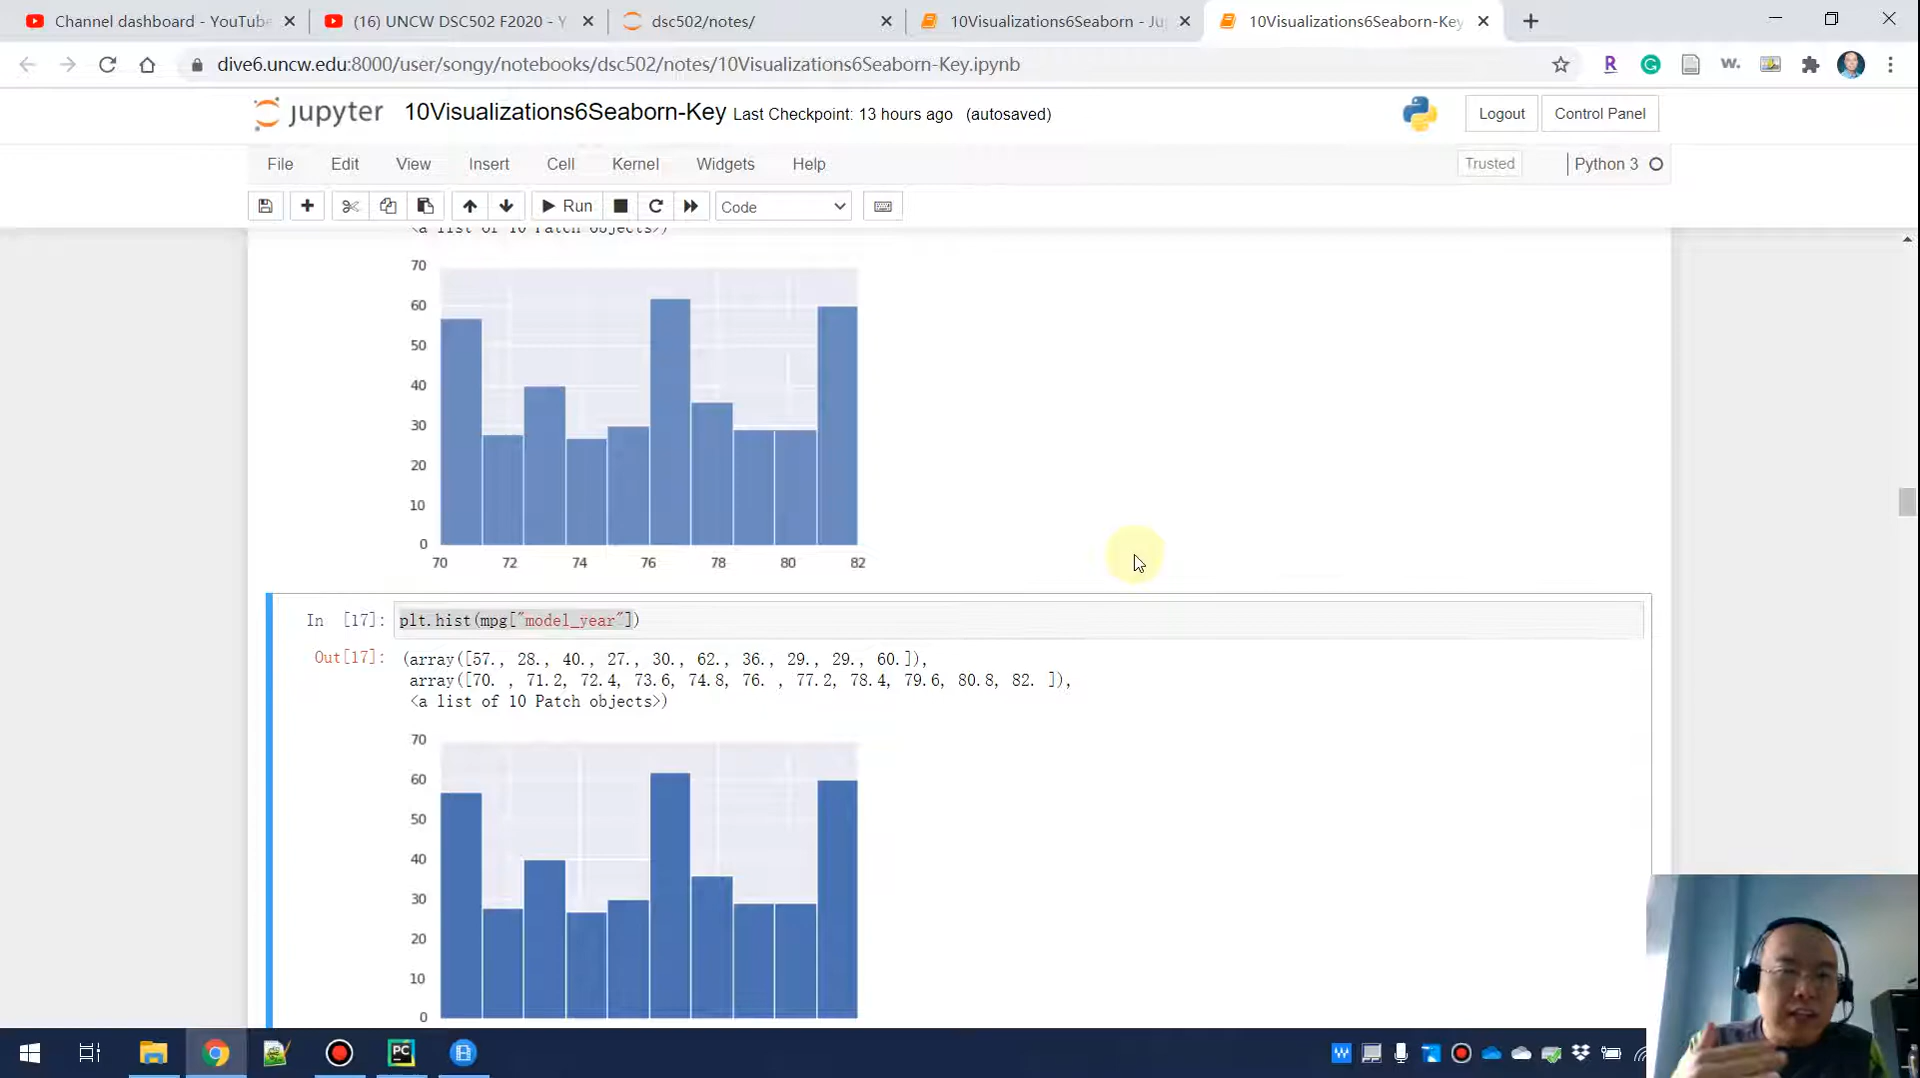 Channel dashboard - YouTube
(16) UNCW DSC502 F2020 - Y
dsc502/notes/
10Visualizations6Seaborn - Ju
10Visualizations6Seaborn-Key
dive6.uncw.edu:8000/user/songy/notebooks/dsc502/notes/10Visualizations6Seaborn-Key.ipynb
jupyter 10Visualizations6Seaborn-Key Last Checkpoint: 13 hours ago (autosaved)
Logout Control Panel
File Edit View Insert Cell Kernel Widgets Help
Trusted Python 3
Run Code
<a list of 10 Patch objects>)
70
60
50
40
30
20
10
0
70 72 74 76 78 80 82
In [17]: plt.hist(mpg["model_year"])
Out[17]: (array([57., 28., 40., 27., 30., 62., 36., 29., 29., 60.]),
array([70. , 71.2, 72.4, 73.6, 74.8, 76. , 77.2, 78.4, 79.6, 80.8, 82. ]),
<a list of 10 Patch objects>)
70
60
50
40
30
20
10
0